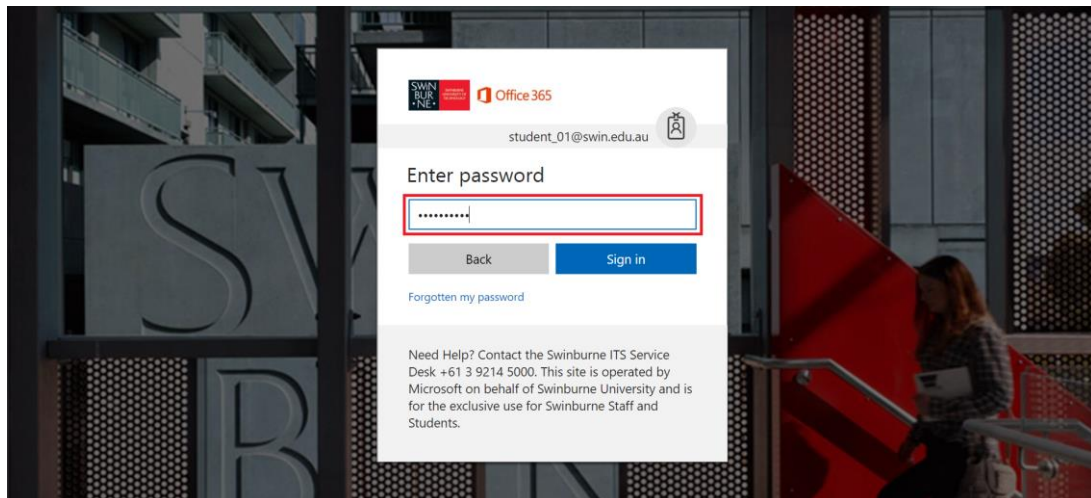 SWIN
BUR
• NE •
Office 365
student_01@swin.edu.au
Enter password
Back
Sign in
Forgotten my password
Need Help? Contact the Swinburne ITS Service
Desk +61 3 9214 5000. This site is operated by
Microsoft on behalf of Swinburne University and is
for the exclusive use for Swinburne Staff and
Students.